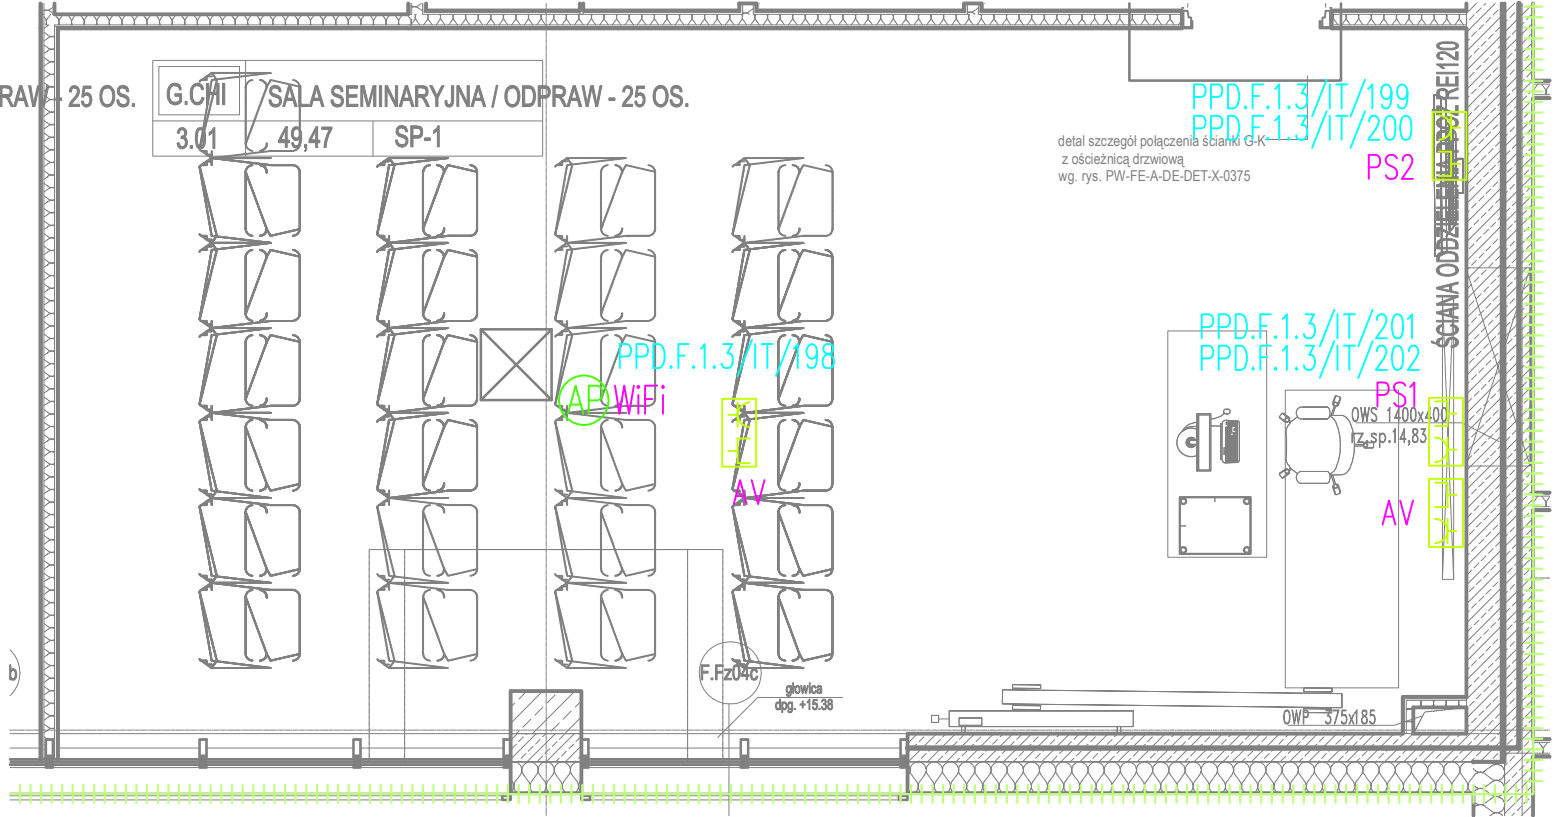 RAW - 25 OS.
G.CHI
SALA SEMINARYJNA / ODPRAW - 25 OS.
3.01
49,47
SP-1
PPD.F.1.3/IT/199
PPD.F.1.3/IT/200
PS2
detal szczegół połączenia ścianki G-K
z ościeżnicą drzwiową
wg. rys. PW-FE-A-DE-DET-X-0375
ŚCIANA ODDZIELENIA PPOŻ REI120
PPD.F.1.3/IT/201
PPD.F.1.3/IT/202
PS1
OWS 1400x400
rz.sp.14,83
PPD.F.1.3/IT/198
AP
WiFi
AV
AV
b
F.Fz04c
głowica
dpg. +15.38
OWP 375x185